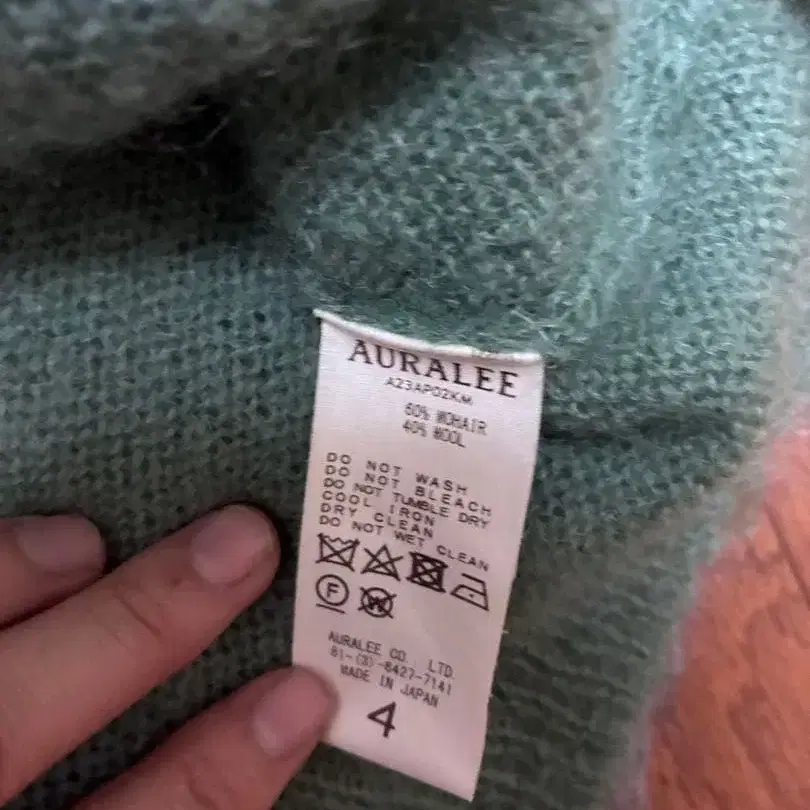 AURALEE
A23AP02KM
60% MOHAIR
40% WOOL
DO NOT WASH
DO NOT BLEACH
DO NOT TUMBLE DRY
COOL IRON
DRY CLEAN
DO NOT WET CLEAN
F
W
AURALEE CO., LTD.
81-(3)-6427-7141
MADE IN JAPAN
4